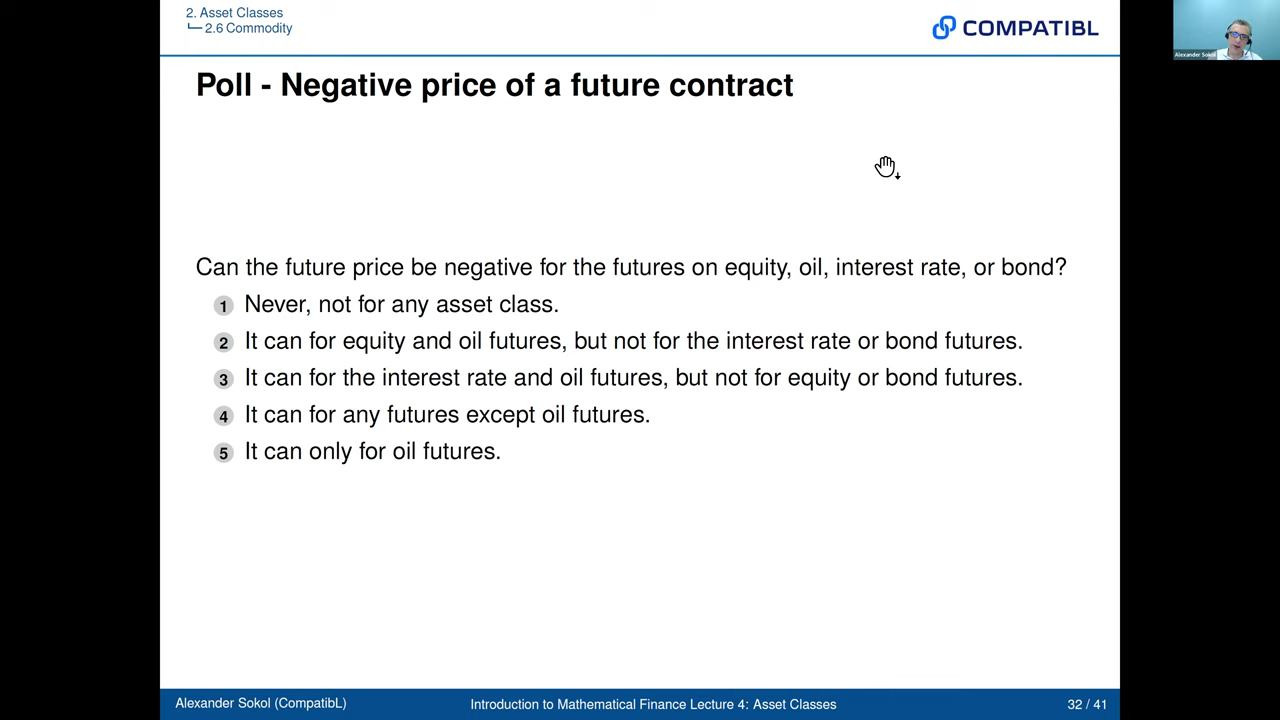 2. Asset Classes
2.6 Commodity
COMPATIBL
Alexander Sokol
Poll - Negative price of a future contract
Can the future price be negative for the futures on equity, oil, interest rate, or bond?
1 Never, not for any asset class.
2 It can for equity and oil futures, but not for the interest rate or bond futures.
3 It can for the interest rate and oil futures, but not for equity or bond futures.
4 It can for any futures except oil futures.
5 It can only for oil futures.
Alexander Sokol (CompatibL)
Introduction to Mathematical Finance Lecture 4: Asset Classes
32 / 41